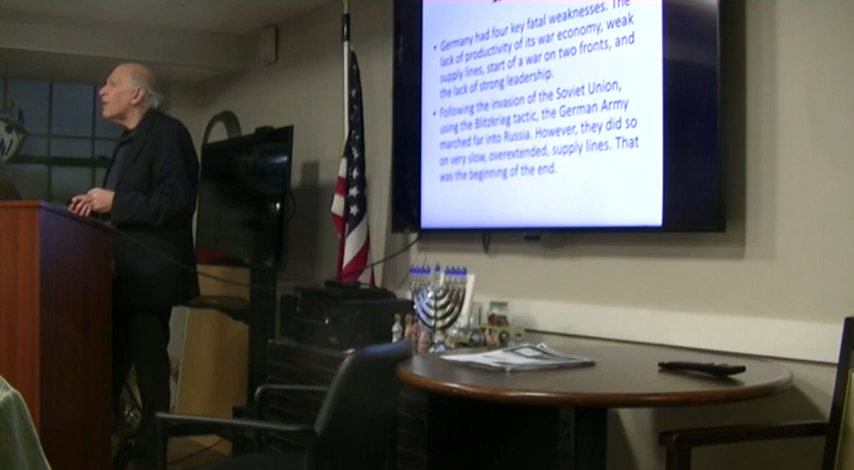 • Germany had four key fatal weaknesses. The
lack of productivity of its war economy, weak
supply lines, start of a war on two fronts, and
the lack of strong leadership.
• Following the invasion of the Soviet Union,
using the Blitzkrieg tactic, the German Army
marched far into Russia. However, they did so
on very slow, overextended, supply lines. That
was the beginning of the end.